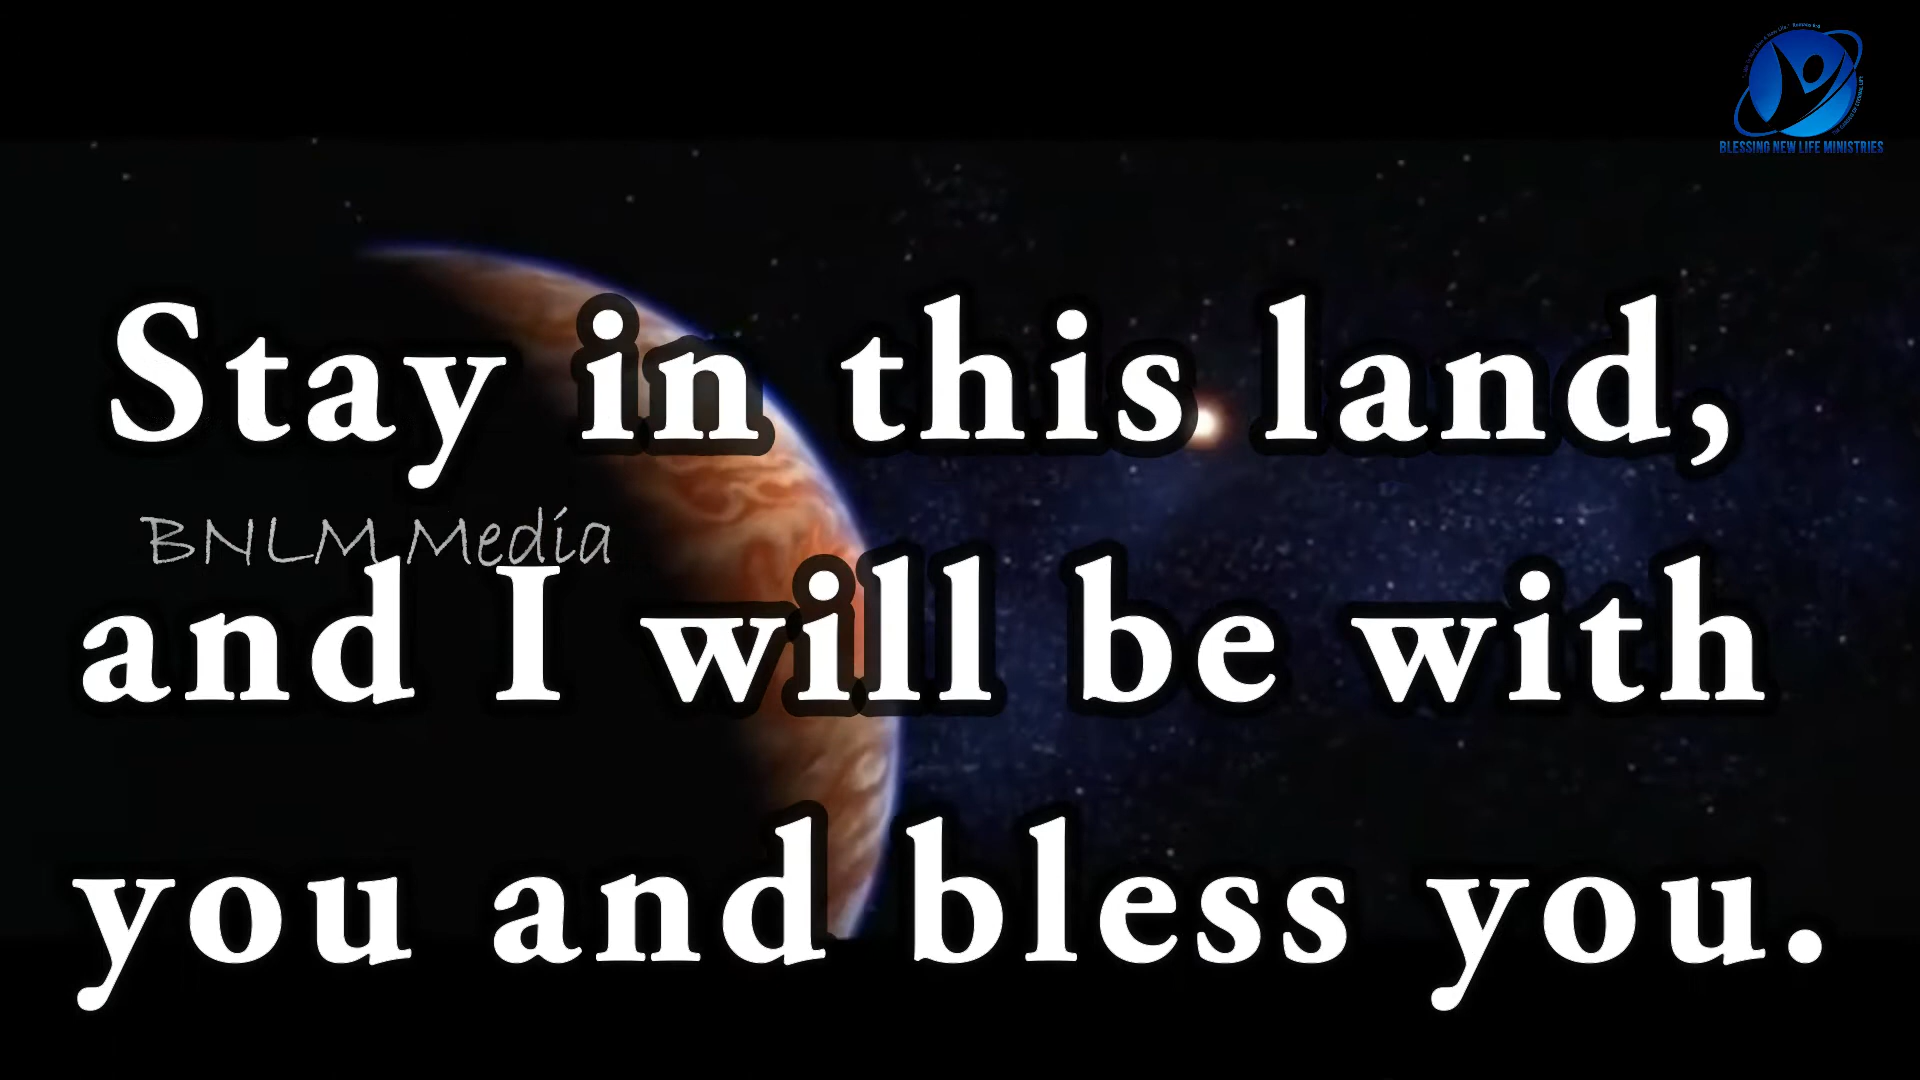 BLESSING NEW LIFE MINISTRIES
Stay in this land,
BNLM Media
and I will be with
you and bless you.